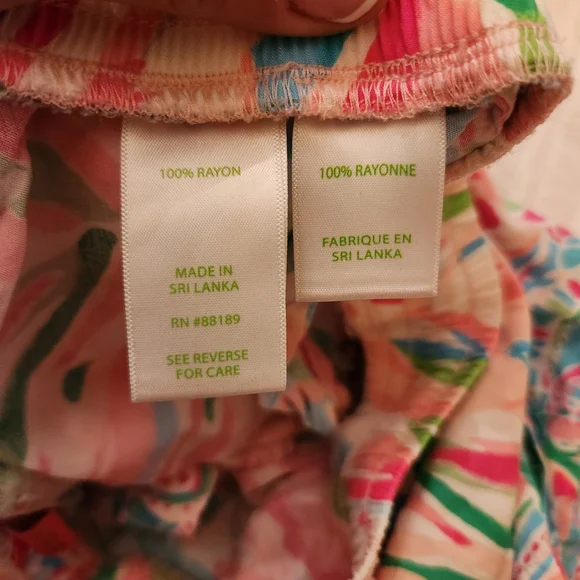 100% RAYON
MADE IN
SRI LANKA
RN #88189
SEE REVERSE
FOR CARE
100% RAYONNE
FABRIQUE EN
SRI LANKA